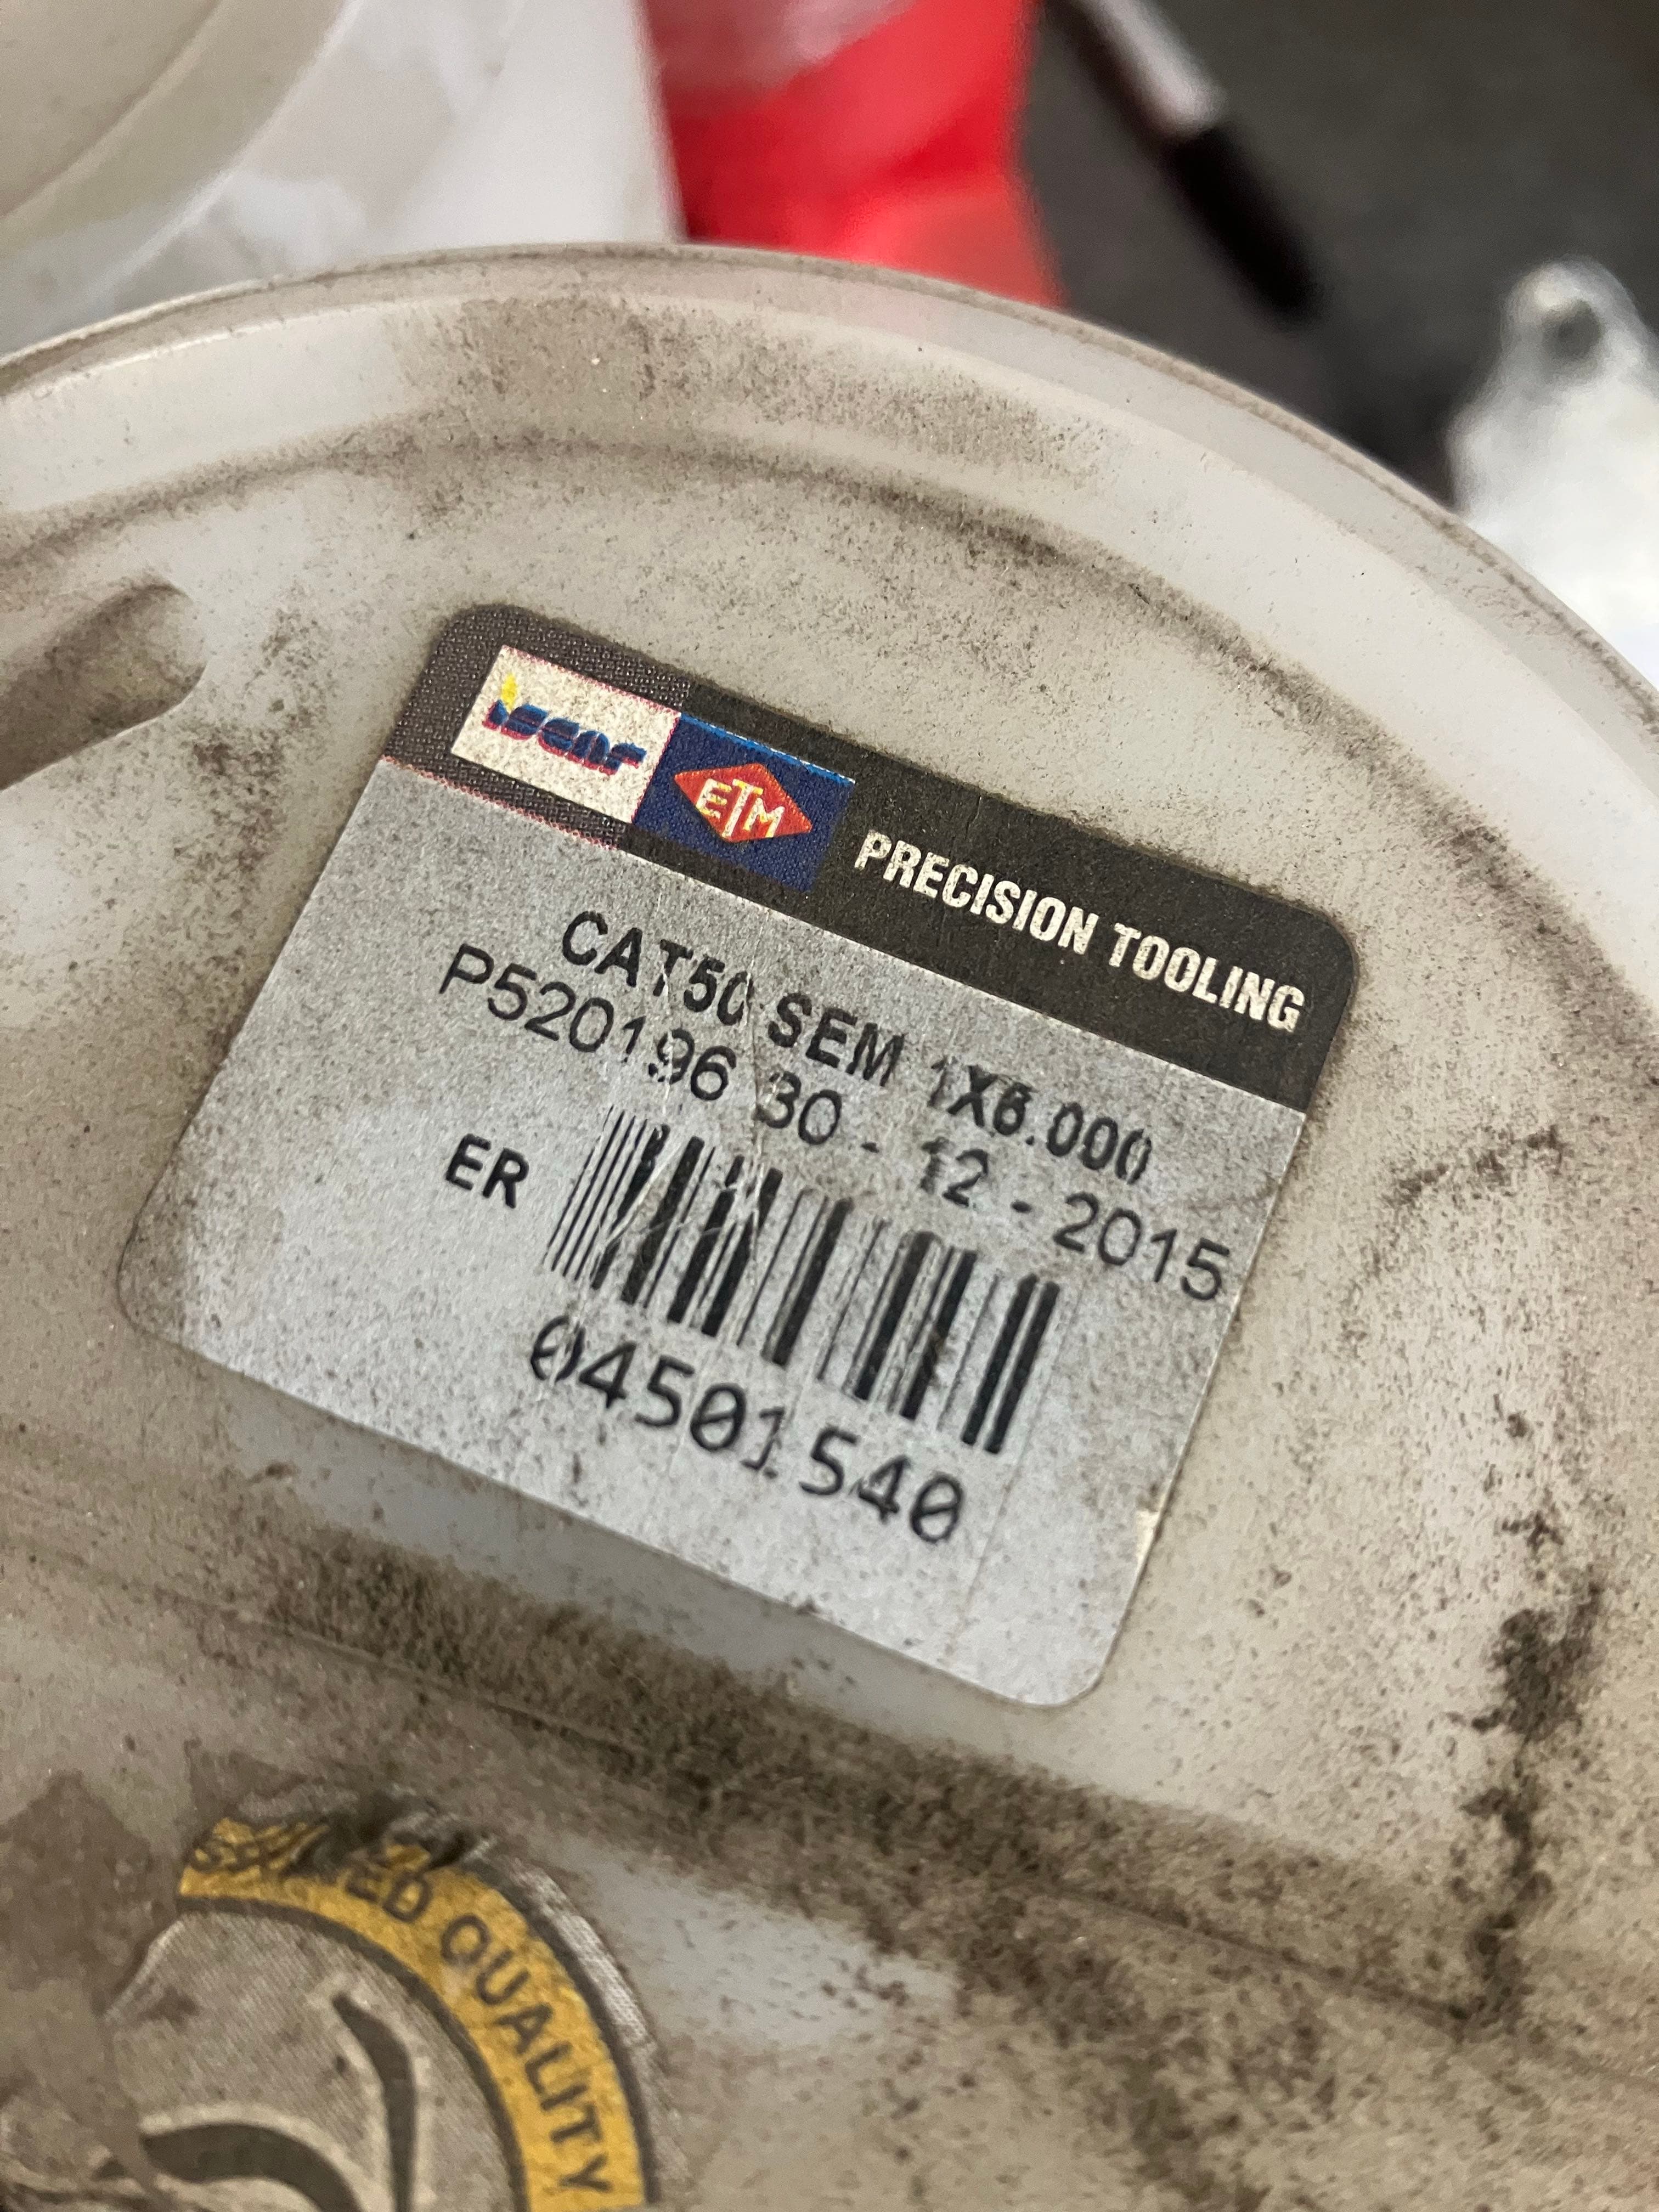 iscar ETM PRECISION TOOLING
CAT50 SEM 1X6.000
P520196 30 - 12 - 2015
ER
04501540
QUALITY